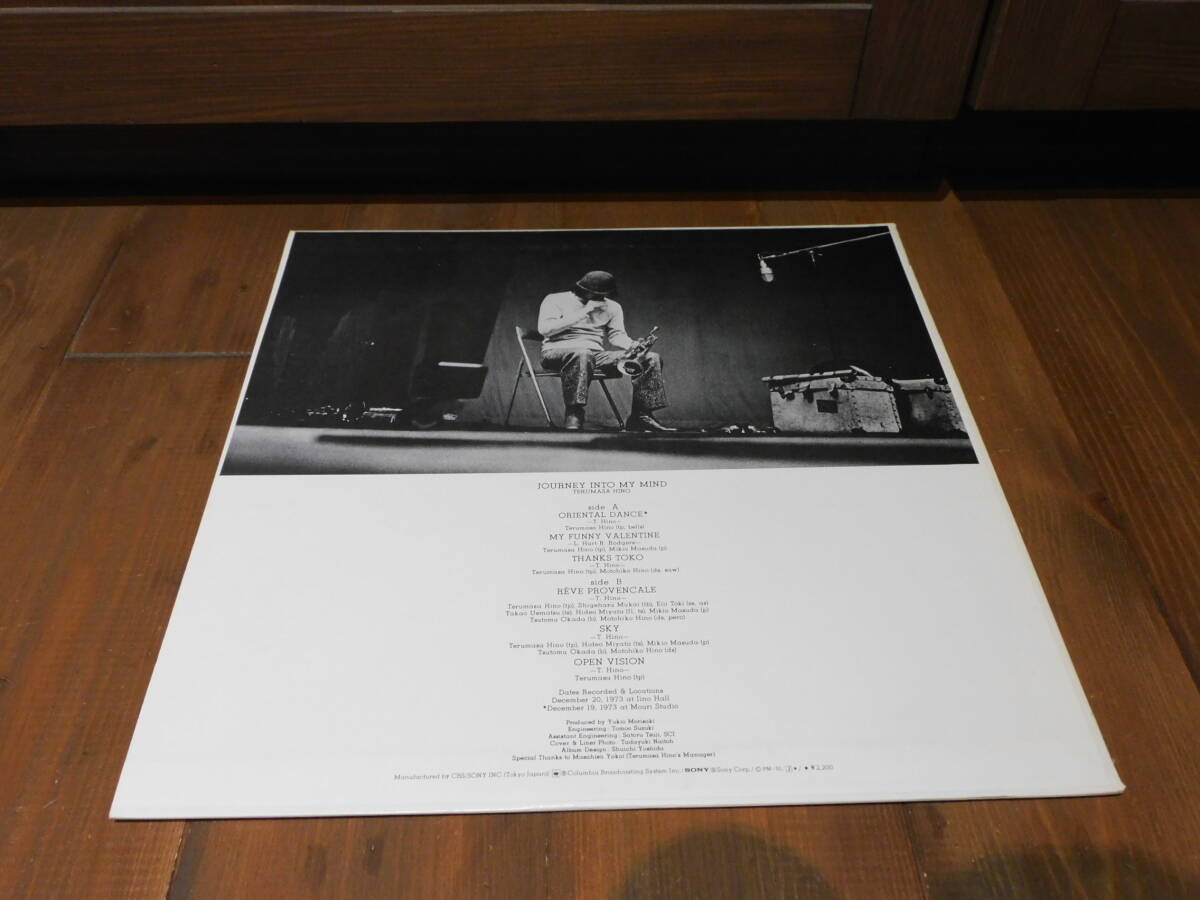 JOURNEY INTO MY MIND
TERUMASA HINO
side A
ORIENTAL DANCE*
—T. Hino—
Terumasa Hino (tp, bells)
MY FUNNY VALENTINE
—L. Hart R. Rodgers—
Terumasa Hino (tp), Mikio Masuda (p)
THANKS TOKO
—T. Hino—
Terumasa Hino (tp), Motohiko Hino (ds, saw)
side B
RÊVE PROVENCALE
—T. Hino—
Terumasa Hino (tp), Shigeharu Mukai (tb), Koi Toki (ss, as)
Takao Uematsu (ts), Hideo Miyata (fl, ts), Mikio Masuda (p)
Tsutomu Okada (b), Motohiko Hino (ds, perc)
SKY
—T. Hino—
Terumasa Hino (tp), Hideo Miyata (ts), Mikio Masuda (p)
Tsutomu Okada (b), Motohiko Hino (ds)
OPEN VISION
—T. Hino—
Terumasa Hino (tp)
Dates Recorded & Locations
December 20, 1973 at Iino Hall
*December 19, 1973 at Mouri Studio
Produced by Yukio Morisaki
Engineering: Tomoo Suzuki
Assistant Engineering: Satoru Tsuji, SCI
Cover & Liner Photo: Tadayuki Naitoh
Album Design: Shuichi Yoshida
Special Thanks to Masahisa Yokoi (Terumasa Hino's Manager)
Manufactured by CBS/SONY INC. (Tokyo Japan) ®Columbia Broadcasting System Inc./ SONY ®Sony Corp./ ¥2,200